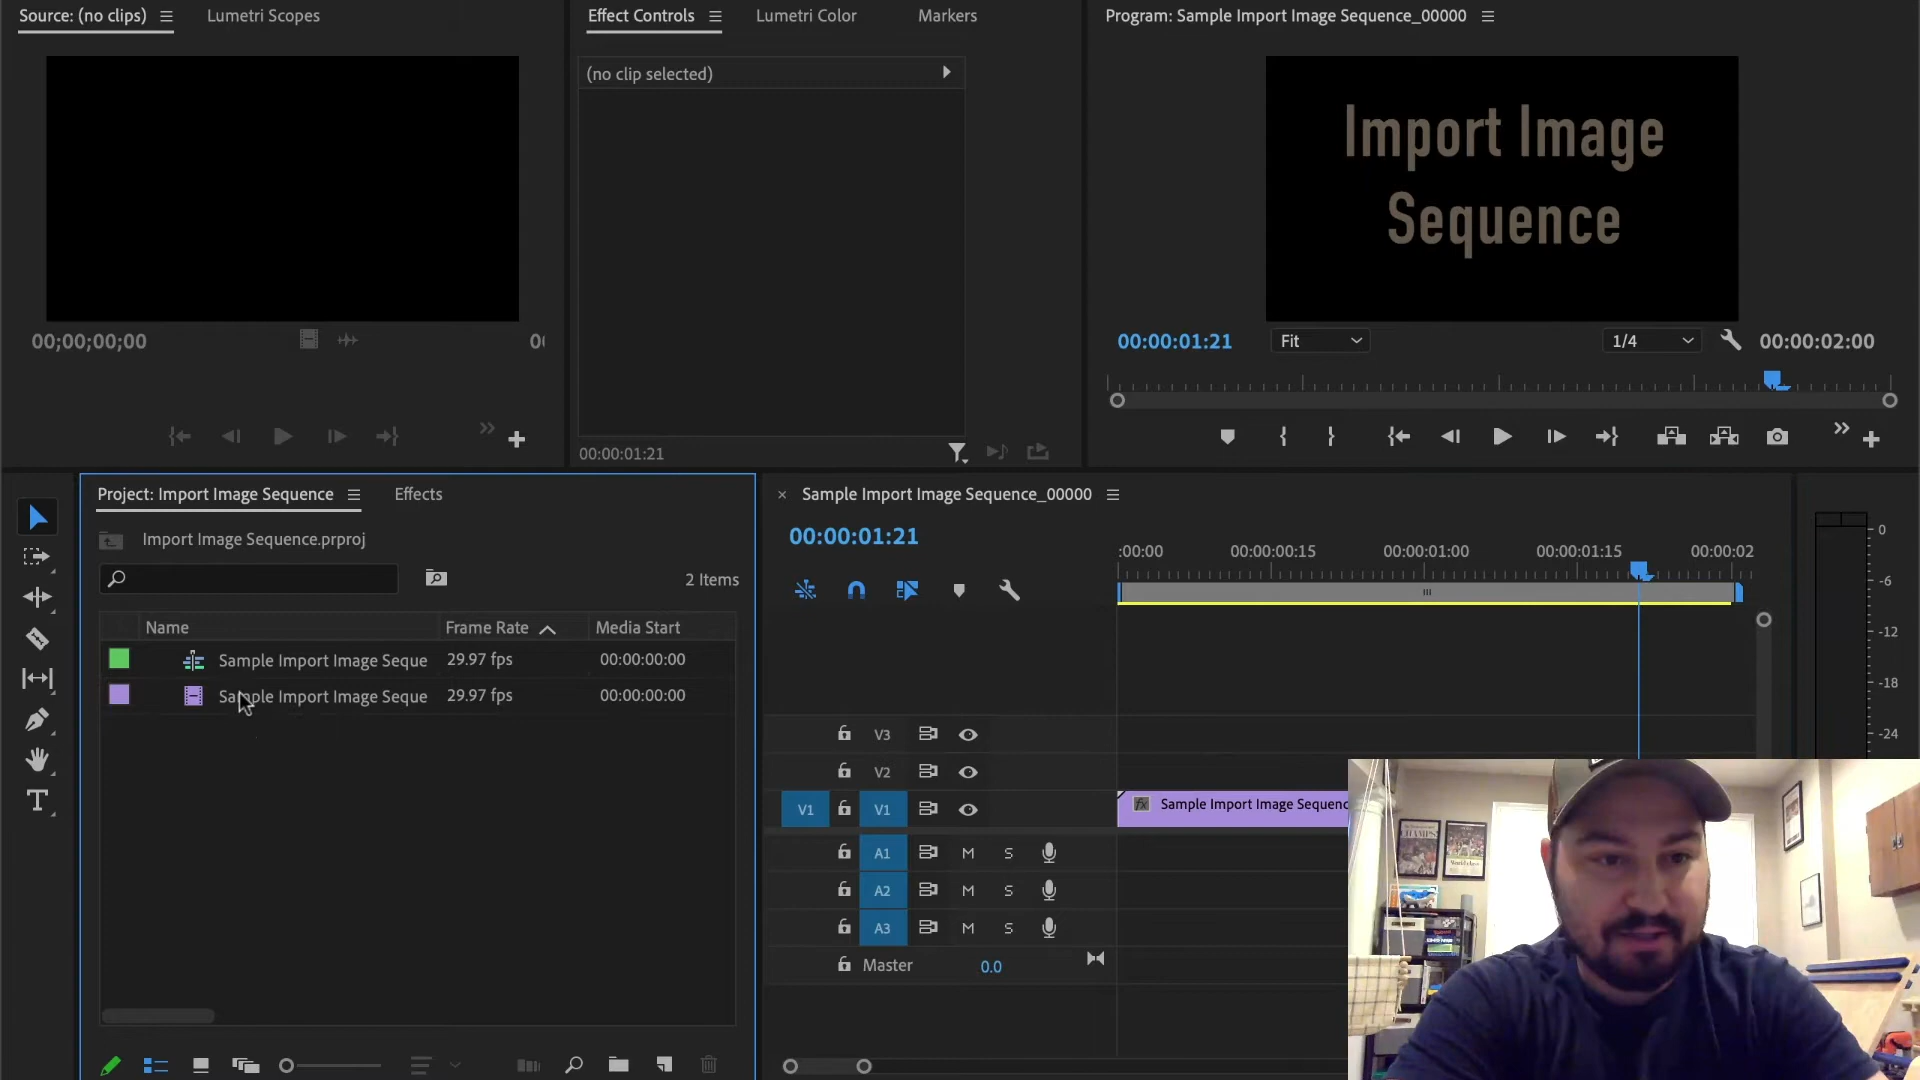 Source: (no clips)
Lumetri Scopes
Effect Controls
Lumetri Color
Markers
Program: Sample Import Image Sequence_00000
(no clip selected)
Import Image
Sequence
00;00;00;00
00:00:01:21
Fit
1/4
00:00:02:00
00:00:01:21
Project: Import Image Sequence
Effects
Import Image Sequence.prproj
2 Items
Name
Frame Rate
Media Start
Sample Import Image Seque
29.97 fps
00:00:00:00
Sample Import Image Seque
29.97 fps
00:00:00:00
Sample Import Image Sequence_00000
00:00:01:21
:00:00
00:00:00:15
00:00:01:00
00:00:01:15
00:00:02
V3
V2
V1
V1
fx
Sample Import Image Sequenc
A1
M
S
A2
M
S
A3
M
S
Master
0.0
0
-6
-12
-18
-24